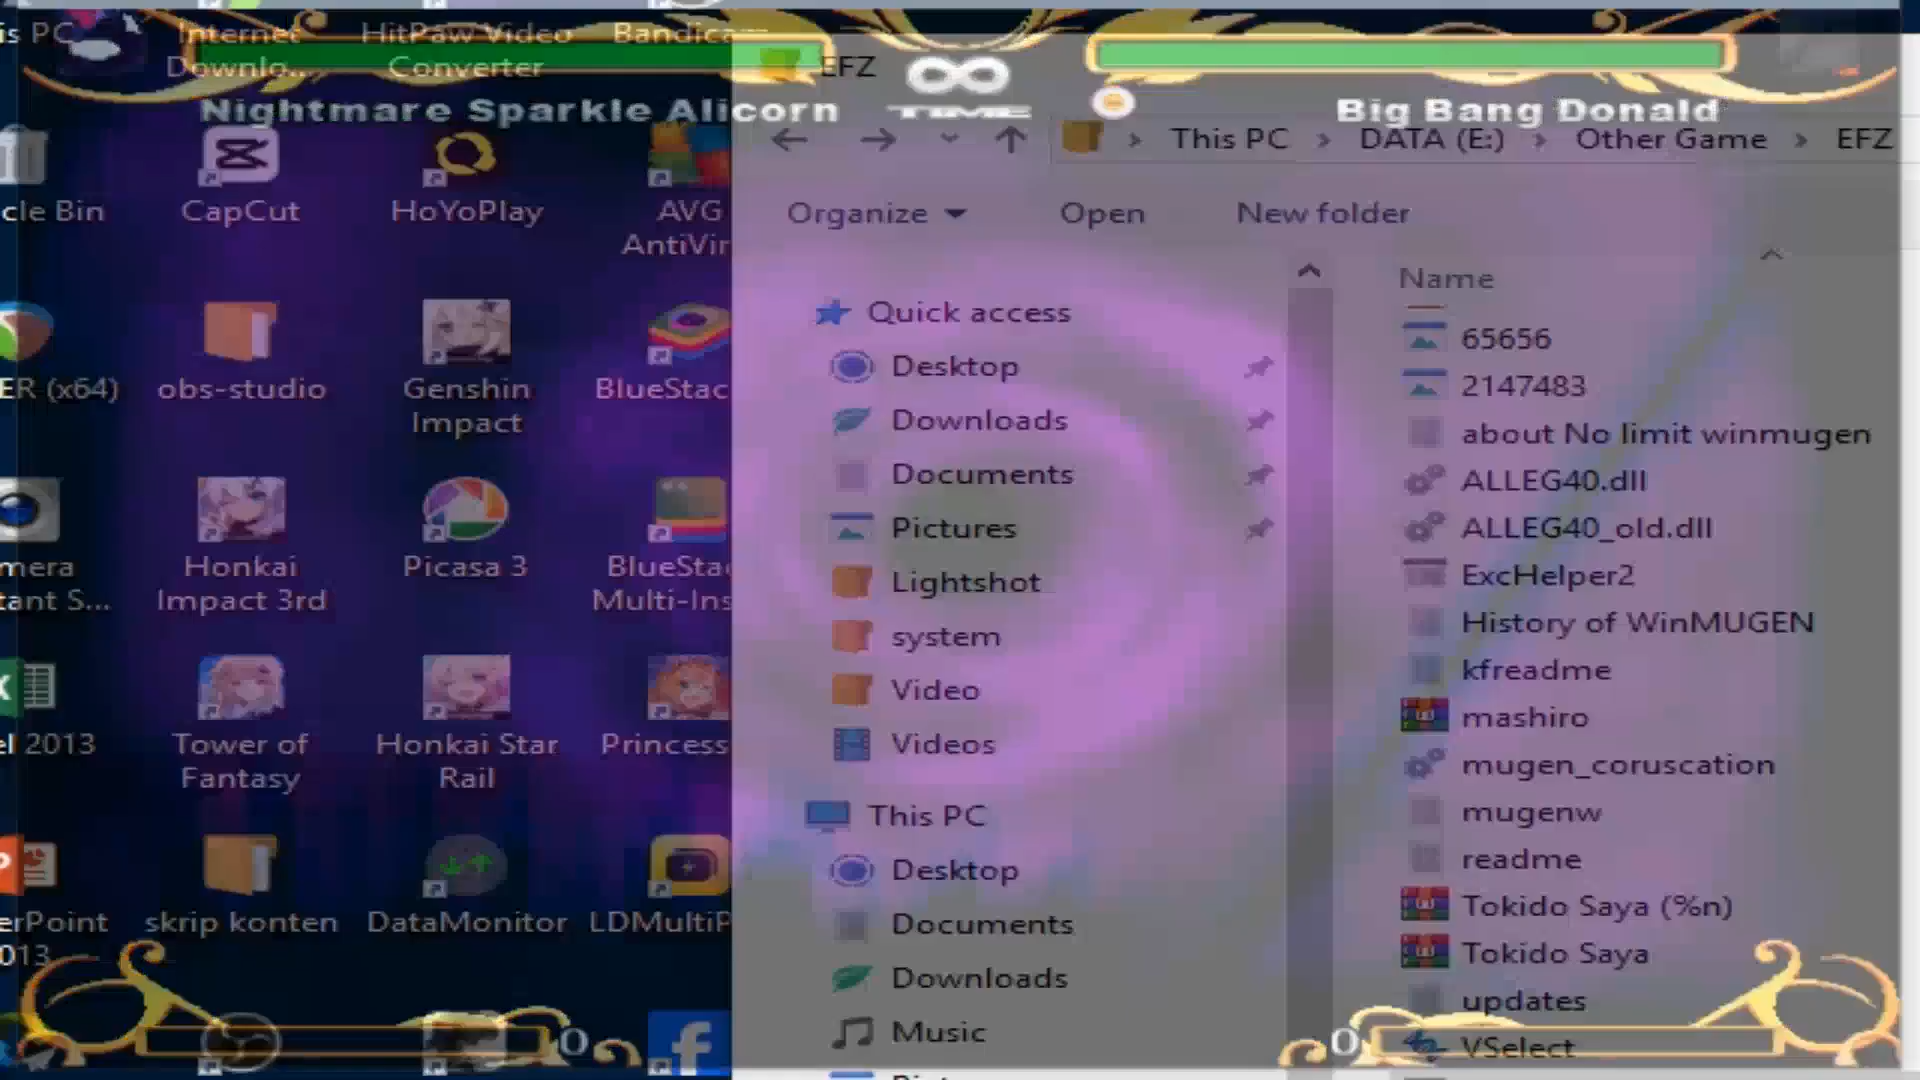 is PC
Internet
Downlo...
HitPaw Video
Converter
EFZ
TIME
Nightmare Sparkle Alicorn
Big Bang Donald
This PC > DATA (E:) > Other Game > EFZ
cle Bin
CapCut
HoYoPlay
AVG
AntiVir
Organize
Open
New folder
Name
ER (x64)
obs-studio
Genshin
Impact
BlueStac
mera
tant S...
Honkai
Impact 3rd
Picasa 3
BlueSta
Multi-Ins
el 2013
Tower of
Fantasy
Honkai Star
Rail
Princess
erPoint
013
skrip konten
DataMonitor
LDMultiP
0
Quick access
Desktop
Downloads
Documents
Pictures
Lightshot
system
Video
Videos
This PC
Desktop
Documents
Downloads
Music
65656
2147483
about No limit winmugen
ALLEG40.dll
ALLEG40_old.dll
ExcHelper2
History of WinMUGEN
kfreadme
mashiro
mugen_coruscation
mugenw
readme
Tokido Saya (%n)
Tokido Saya
updates
VSelect
0